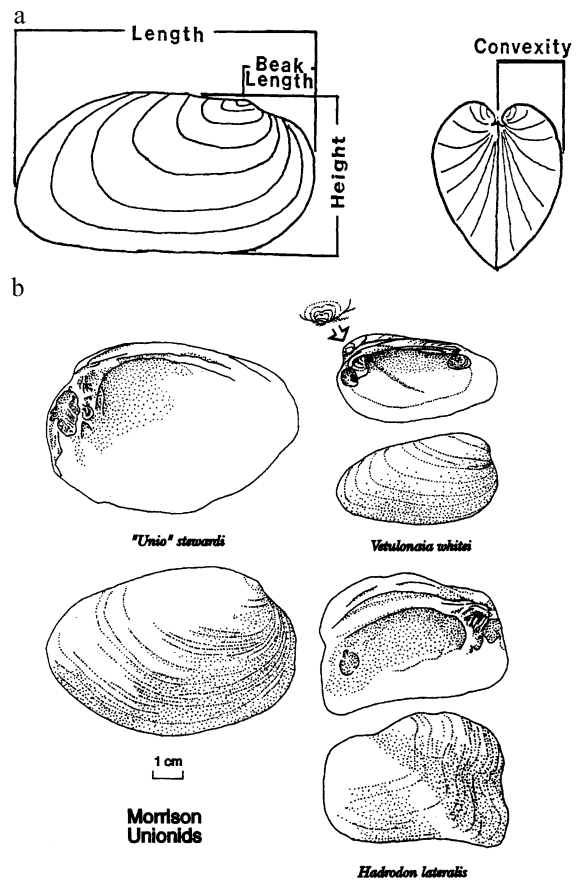 a
Length
Beak
Length
Height
Convexity
b
"Unio" stewardi
Vetulonaia whitei
1 cm
Morrison
Unionids
Hadrodon lateralis